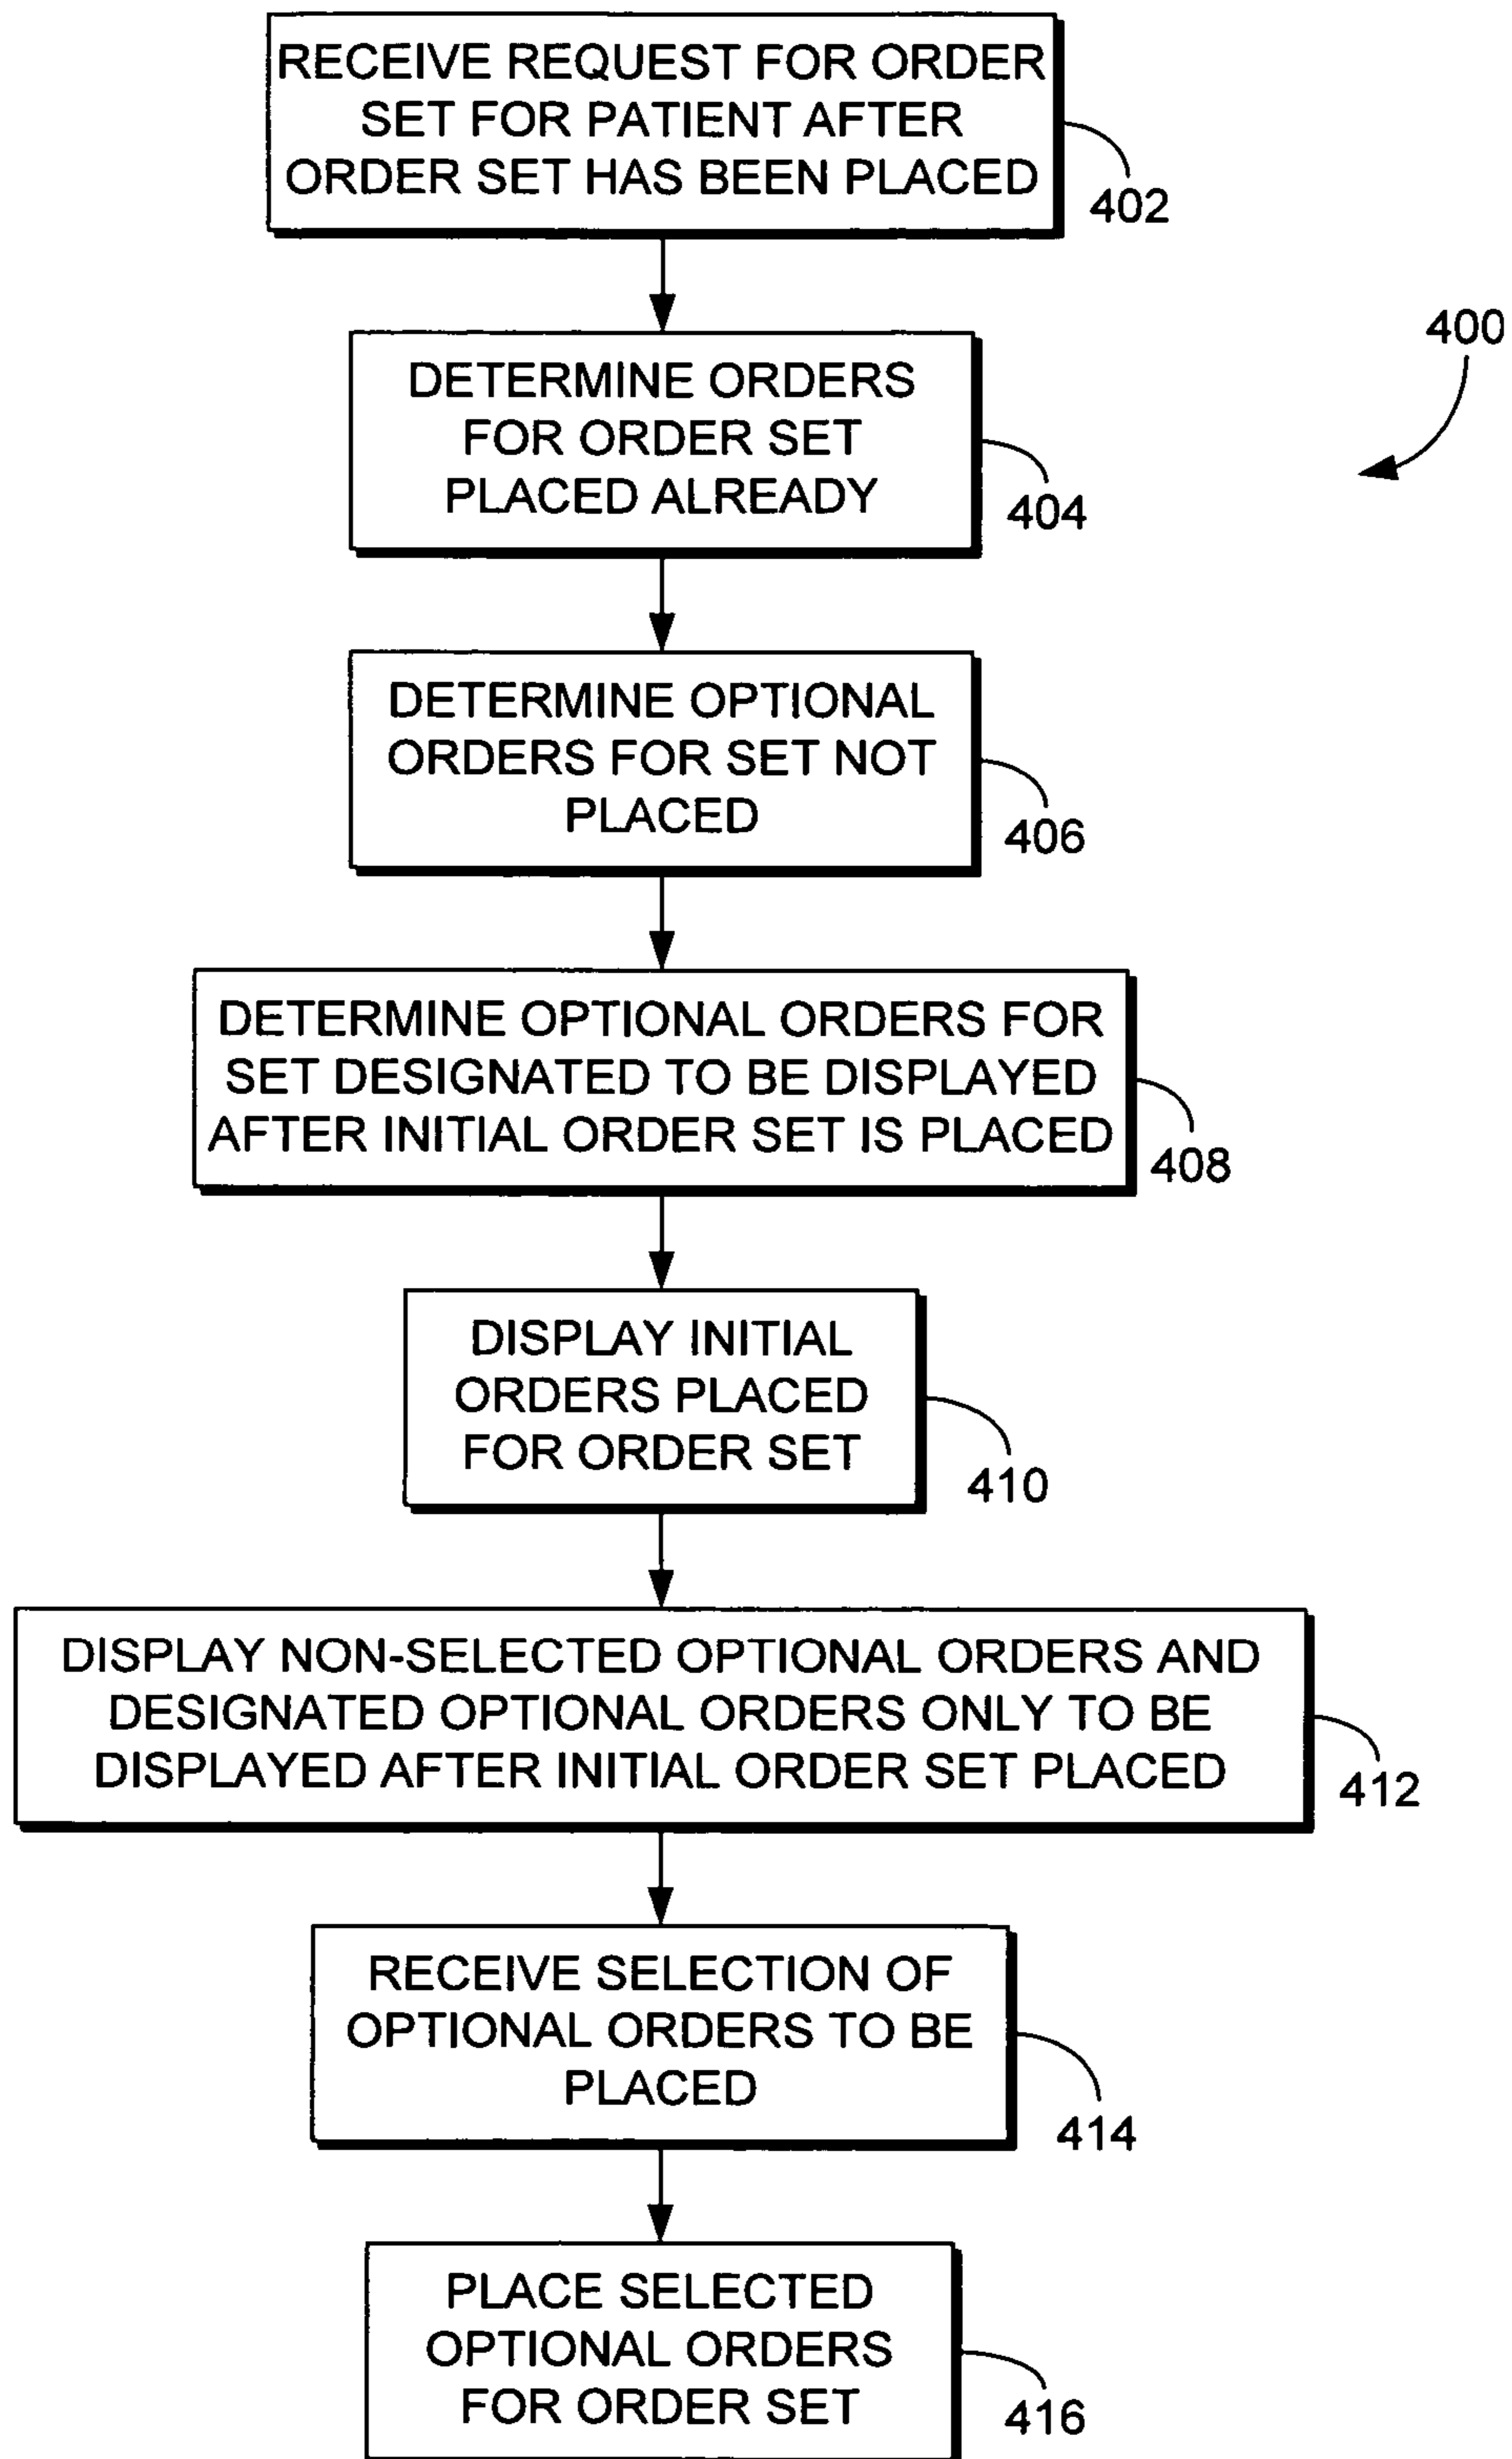 RECEIVE REQUEST FOR ORDER
SET FOR PATIENT AFTER
ORDER SET HAS BEEN PLACED
402
400
DETERMINE ORDERS
FOR ORDER SET
PLACED ALREADY
404
DETERMINE OPTIONAL
ORDERS FOR SET NOT
PLACED
406
DETERMINE OPTIONAL ORDERS FOR
SET DESIGNATED TO BE DISPLAYED
AFTER INITIAL ORDER SET IS PLACED
408
DISPLAY INITIAL
ORDERS PLACED
FOR ORDER SET
410
DISPLAY NON-SELECTED OPTIONAL ORDERS AND
DESIGNATED OPTIONAL ORDERS ONLY TO BE
DISPLAYED AFTER INITIAL ORDER SET PLACED
412
RECEIVE SELECTION OF
OPTIONAL ORDERS TO BE
PLACED
414
PLACE SELECTED
OPTIONAL ORDERS
FOR ORDER SET
416